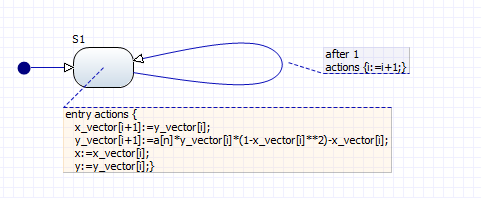 S1
after 1
actions {i:=i+1;}
entry actions {
x_vector[i+1]:=y_vector[i];
y_vector[i+1]:=a[n]*y_vector[i]*(1-x_vector[i]**2)-x_vector[i];
x:=x_vector[i];
y:=y_vector[i];}